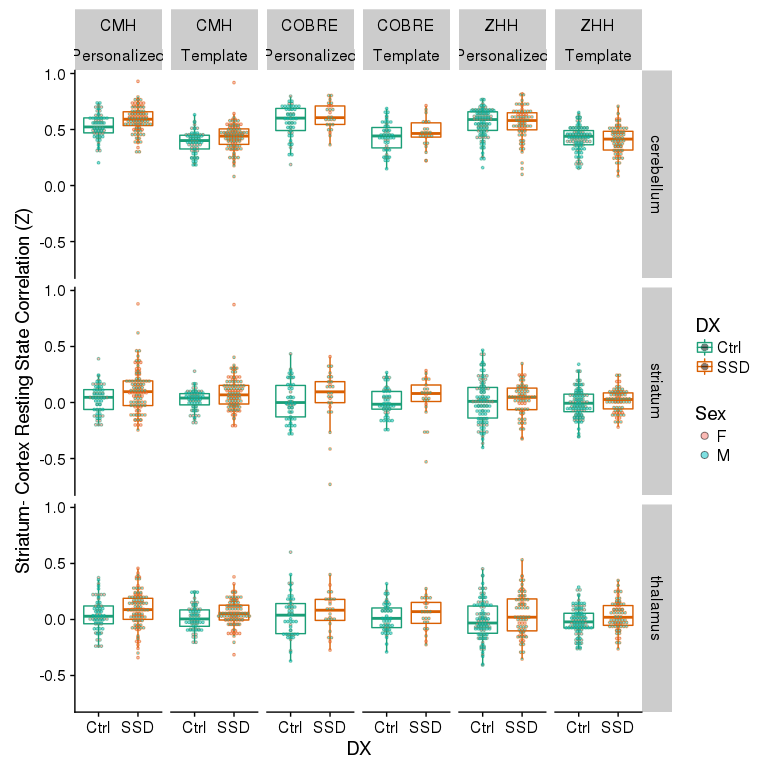 CMH CMH COBRE COBRE ZHH ZHH
Personalized Template Personalized Template Personalized Template
1.0
0.5
0.0
-0.5
cerebellum
1.0
0.5
0.0
-0.5
striatum
1.0
0.5
0.0
-0.5
thalamus
Striatum- Cortex Resting State Correlation (Z)
Ctrl SSD Ctrl SSD Ctrl SSD Ctrl SSD Ctrl SSD Ctrl SSD
DX
DX
Ctrl
SSD
Sex
F
M